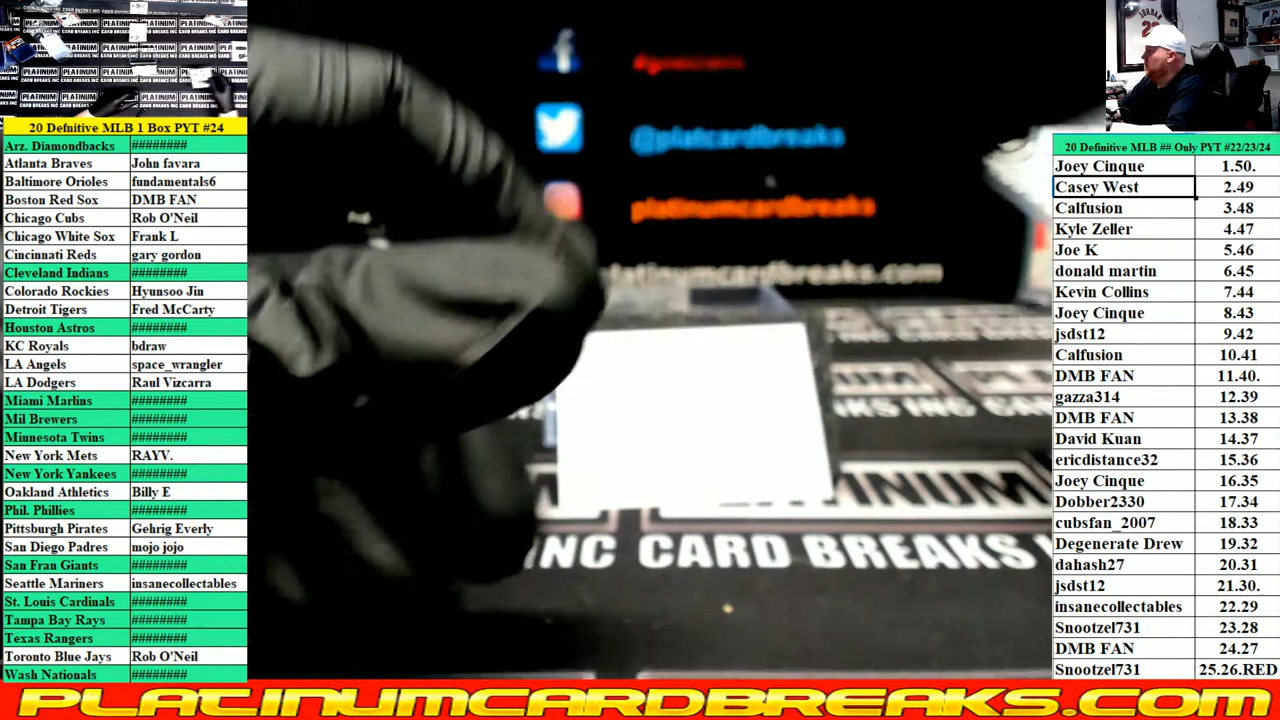 20 Defnitive MLB 1 Box PYT #24
Arz. Diamondbacks ########
Atlanta Braves John favara
Baltimore Orioles fundamentals6
Boston Red Sox DMB FAN
Chicago Cubs Rob O'Neil
Chicago White Sox Frank L
Cincinnati Reds gary gordon
Cleveland Indians ########
Colorado Rockies Hyunsoo Jin
Detroit Tigers Fred McCarty
Houston Astros ########
KC Royals bdraw
LA Angels space_wrangler
LA Dodgers Raul Vizcarra
Miami Marlins ########
Mil Brewers ########
Minnesota Twins ########
New York Mets RAYV.
New York Yankees ########
Oakland Athletics Billy E
Phil. Phillies ########
Pittsburgh Pirates Gehrig Everly
San Diego Padres mojo jojo
San Fran Giants ########
Seattle Mariners insanecollectables
St. Louis Cardinals ########
Tampa Bay Rays ########
Texas Rangers ########
Toronto Blue Jays Rob O'Neil
Wash Nationals ########
@platcardbreaks
platinumcardbreaks
platinumcardbreaks.com
PLATINUM
INC CARD BREAKS
JORDAN
20 Definitive MLB ## Only PYT #22/23/24
Joey Cinque 1.50.
Casey West 2.49
Calfusion 3.48
Kyle Zeller 4.47
Joe K 5.46
donald martin 6.45
Kevin Collins 7.44
Joey Cinque 8.43
jsdst12 9.42
Calfusion 10.41
DMB FAN 11.40.
gazza314 12.39
DMB FAN 13.38
David Kuan 14.37
ericdistance32 15.36
Joey Cinque 16.35
Dobber2330 17.34
cubsfan_2007 18.33
Degenerate Drew 19.32
dahash27 20.31
jsdst12 21.30.
insanecollectables 22.29
Snootzel731 23.28
DMB FAN 24.27
Snootzel731 25.26.RED
PLATINUMCARDBREAKS.COM